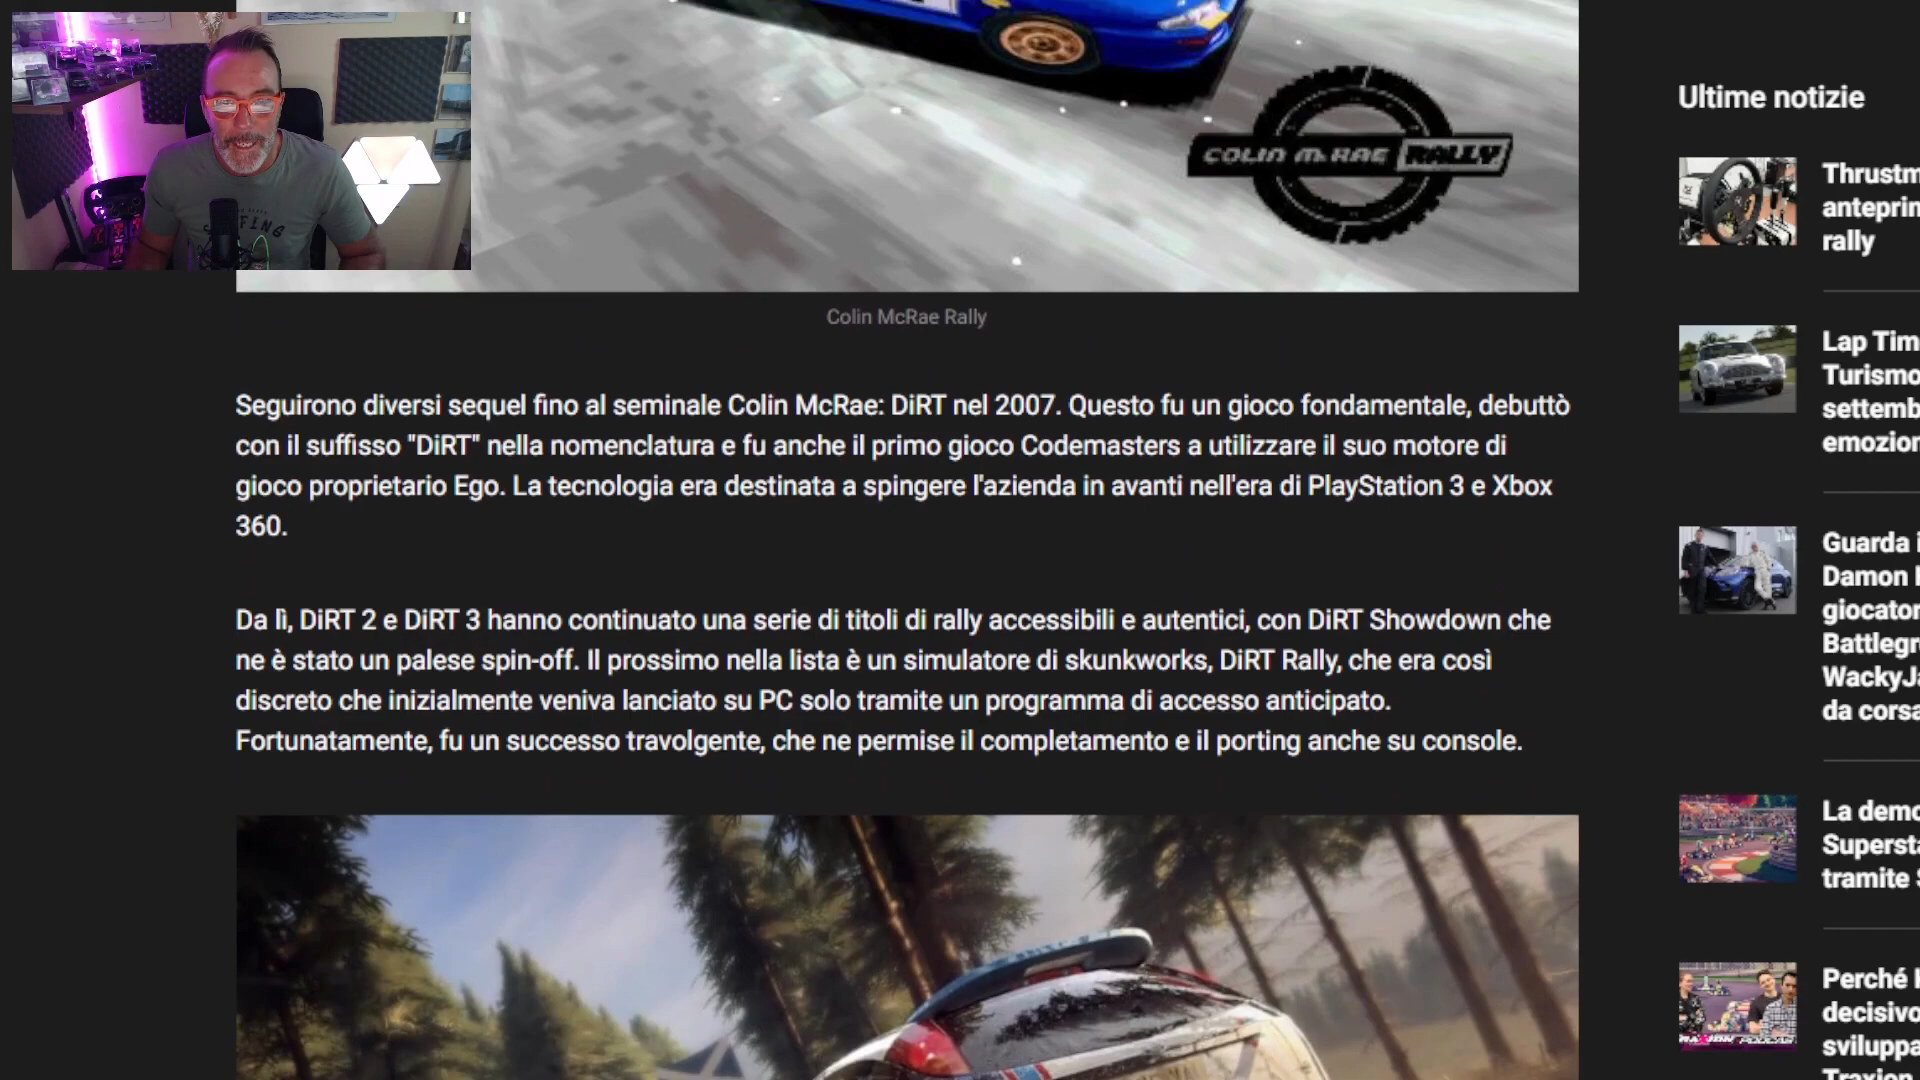 COLIN McRAE RALLY
Colin McRae Rally
Seguirono diversi sequel fino al seminale Colin McRae: DiRT nel 2007. Questo fu un gioco fondamentale, debuttò
con il suffisso "DiRT" nella nomenclatura e fu anche il primo gioco Codemasters a utilizzare il suo motore di
gioco proprietario Ego. La tecnologia era destinata a spingere l'azienda in avanti nell'era di PlayStation 3 e Xbox
360.
Da lì, DiRT 2 e DiRT 3 hanno continuato una serie di titoli di rally accessibili e autentici, con DiRT Showdown che
ne è stato un palese spin-off. Il prossimo nella lista è un simulatore di skunkworks, DiRT Rally, che era così
discreto che inizialmente veniva lanciato su PC solo tramite un programma di accesso anticipato.
Fortunatamente, fu un successo travolgente, che ne permise il completamento e il porting anche su console.
Ultime notizie
Thrustm
anteprin
rally
Lap Tim
Turismo
settemb
emozion
Guarda i
Damon
giocator
Battlegr
WackyJa
da corsa
La demo
Supersta
tramite
Perché
decisivo
sviluppa
Traxion